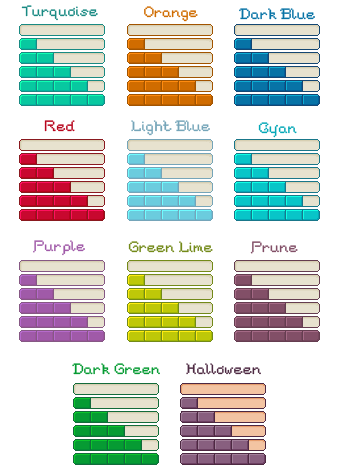 Turquoise
Orange
Dark Blue
Red
Light Blue
Cyan
Purple
Green Lime
Prune
Dark Green
Halloween